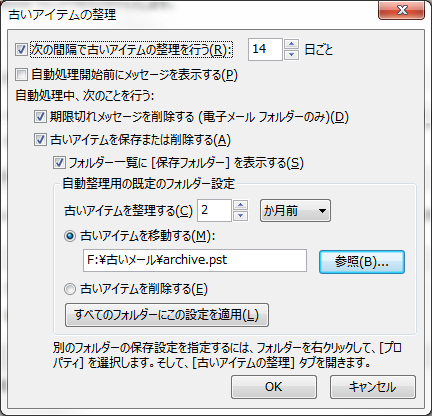 古いアイテムの整理
次の間隔で古いアイテムの整理を行う(R): 14 日ごと
自動処理開始前にメッセージを表示する(P)
自動処理中、次のことを行う:
期限切れメッセージを削除する (電子メール フォルダーのみ)(D)
古いアイテムを保存または削除する(A)
フォルダー一覧に [保存フォルダー] を表示する(S)
自動整理用の既定のフォルダー設定
古いアイテムを整理する(C) 2 か月前
古いアイテムを移動する(M):
F:¥古いメール¥archive.pst 参照(B)...
古いアイテムを削除する(E)
すべてのフォルダーにこの設定を適用(L)
別のフォルダーの保存設定を指定するには、フォルダーを右クリックして、[プロ
パティ] を選択します。そして、[古いアイテムの整理] タブを開きます。
OK キャンセル